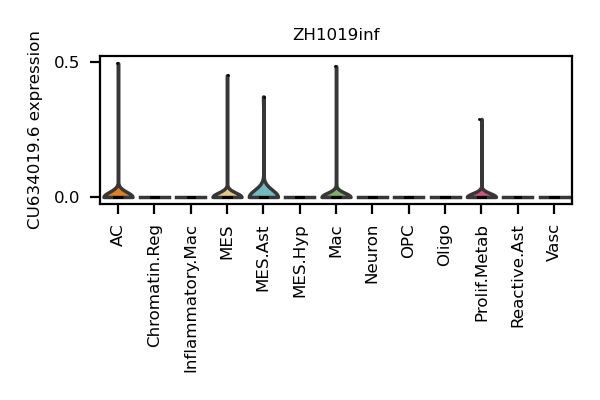 ZH1019inf
CU634019.6 expression
0.5
0.0
AC
Chromatin.Reg
Inflammatory.Mac
MES
MES.Ast
MES.Hyp
Mac
Neuron
OPC
Oligo
Prolif.Metab
Reactive.Ast
Vasc